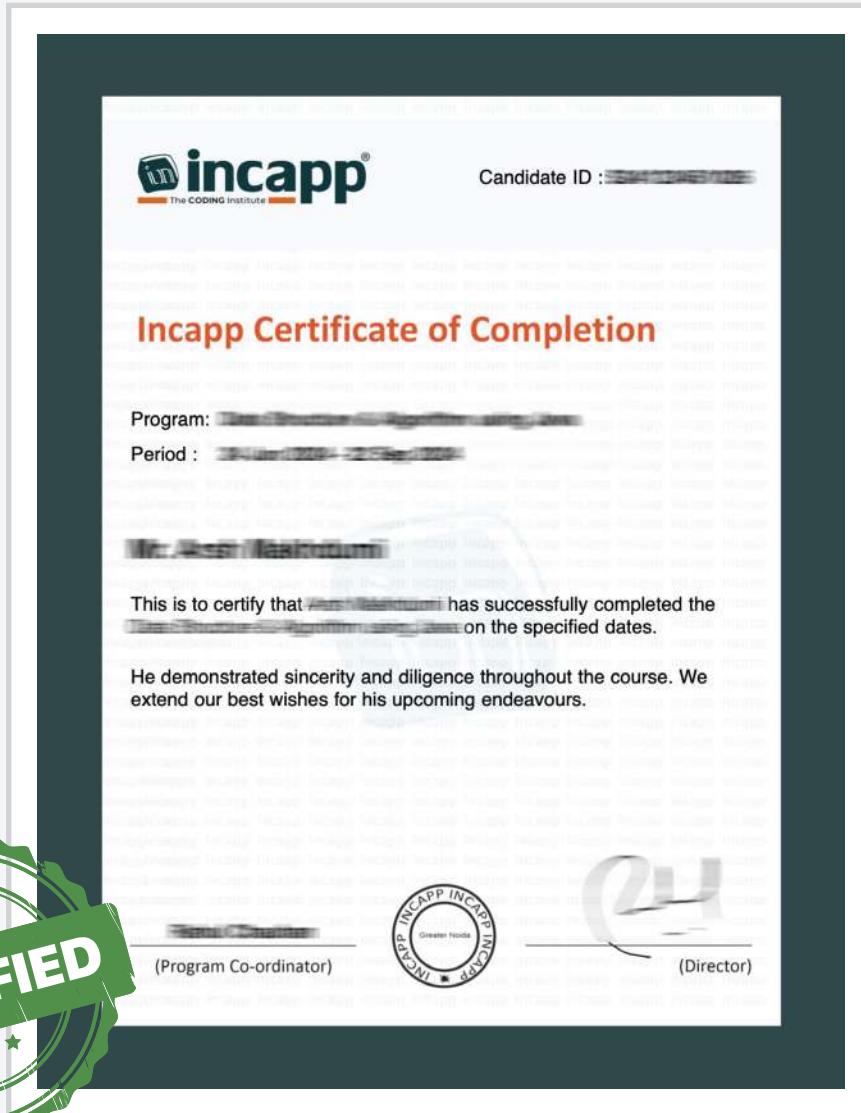 in incapp®
The CODING Institute
Candidate ID :
Incapp Certificate of Completion
Program:
Period :
This is to certify that has successfully completed the
on the specified dates.
He demonstrated sincerity and diligence throughout the course. We
extend our best wishes for his upcoming endeavours.
FIED
INCAPP INCAPP INCAPP INCAPP
Greater Noida
(Program Co-ordinator)
(Director)